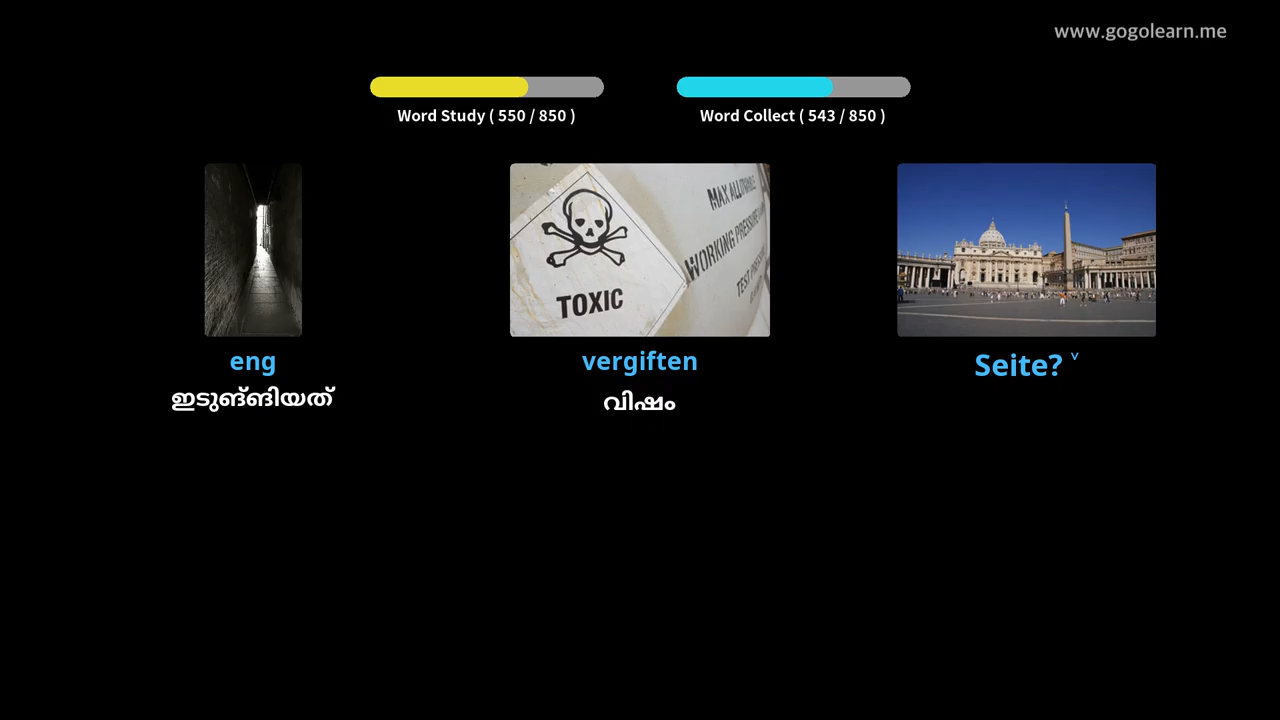 www.gogolearn.me
Word Study ( 550 / 850 )
Word Collect ( 543 / 850 )
MAX ALLOWABLE
WORKING PRESSURE
TEST
TOXIC
eng
vergiften
Seite? ᵛ
ഇടുങ്ങിയത്
വിഷം